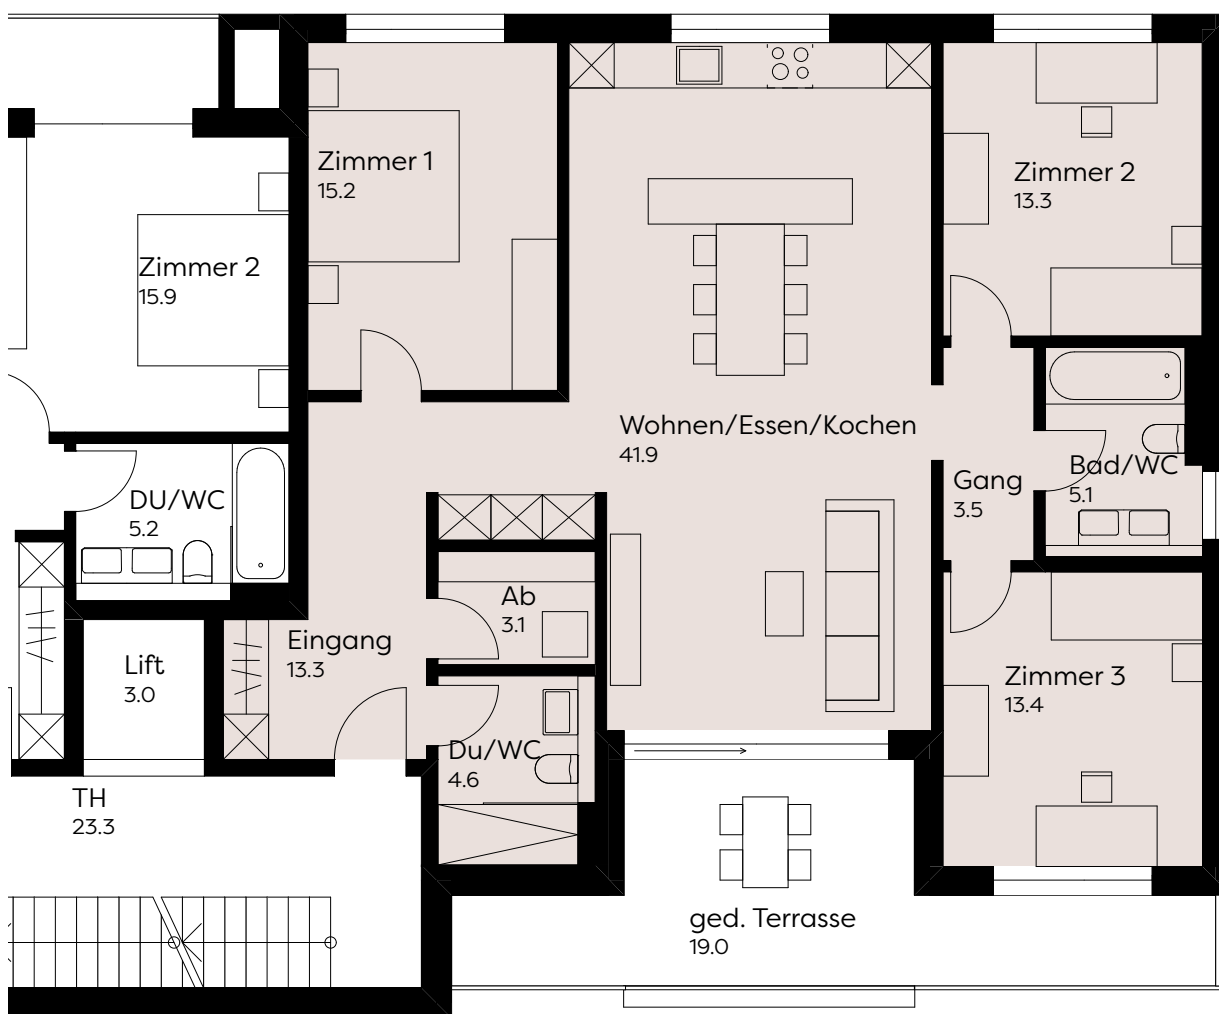 Zimmer 1
15.2
Zimmer 2
13.3
Zimmer 2
15.9
Wohnen/Essen/Kochen
41.9
Gang
3.5
Bad/WC
5.1
DU/WC
5.2
Ab
3.1
Eingang
13.3
Lift
3.0
Zimmer 3
13.4
Du/WC
4.6
TH
23.3
ged. Terrasse
19.0